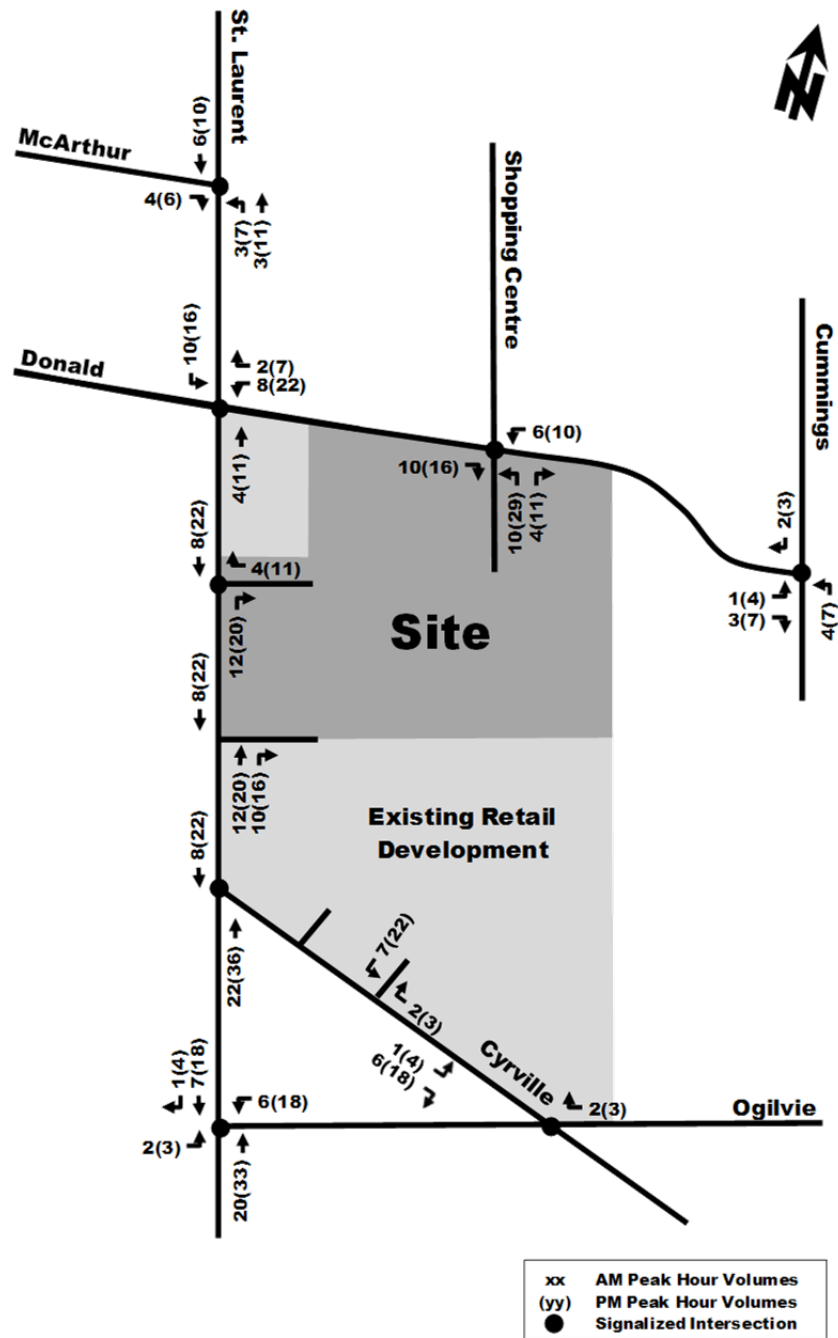 St. Laurent
6(10)
McArthur
4(6)
3(7)
3(11)
Shopping Centre
Cummings
10(16)
Donald
2(7)
8(22)
6(10)
4(11)
10(16)
10(29)
4(11)
2(3)
8(22)
4(11)
1(4)
3(7)
4(7)
12(20)
Site
8(22)
12(20)
10(16)
Existing Retail
Development
8(22)
7(22)
22(36)
2(3)
1(4)
6(18)
Cyrville
1(4)
7(18)
6(18)
2(3)
Ogilvie
2(3)
20(33)
xx AM Peak Hour Volumes
(yy) PM Peak Hour Volumes
Signalized Intersection